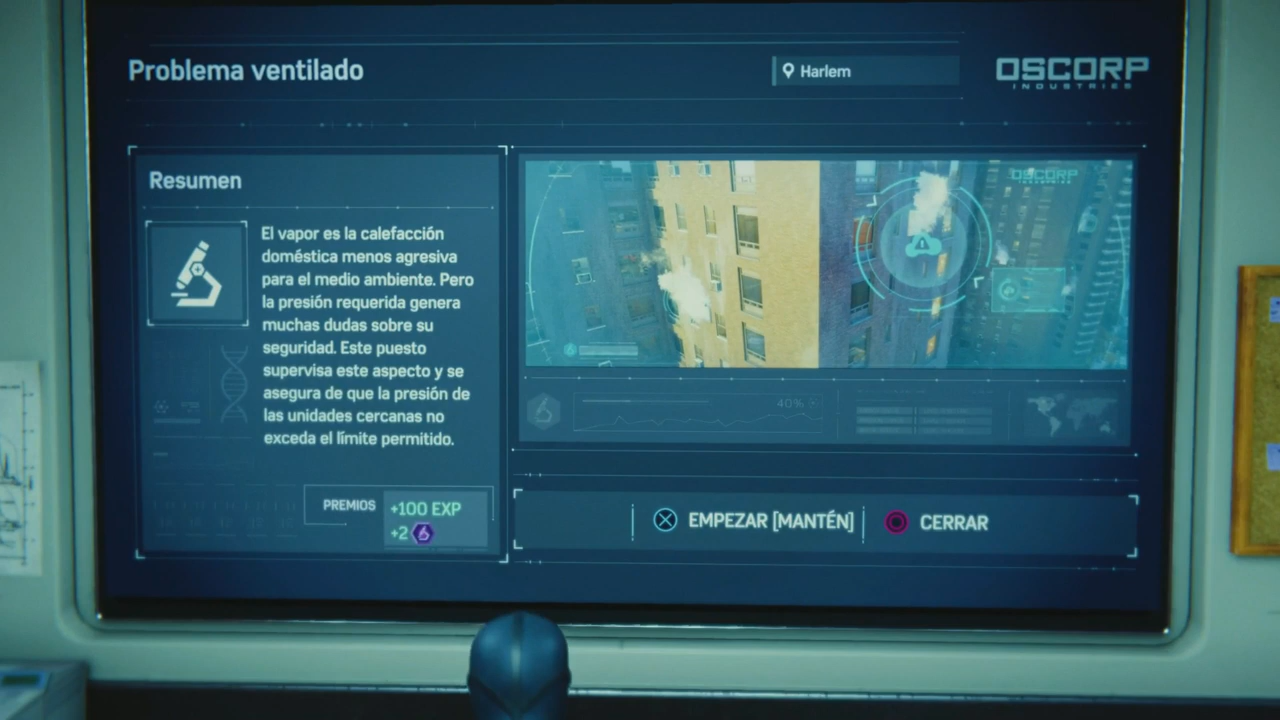 Problema ventilado
Harlem
OSCORP
INDUSTRIES
Resumen
El vapor es la calefacción
doméstica menos agresiva
para el medio ambiente. Pero
la presión requerida genera
muchas dudas sobre su
seguridad. Este puesto
supervisa este aspecto y se
asegura de que la presión de
las unidades cercanas no
exceda el límite permitido.
PREMIOS
+100 EXP
+2
OSCORP
INDUSTRIES
40%
EMPEZAR [MANTÉN]
CERRAR